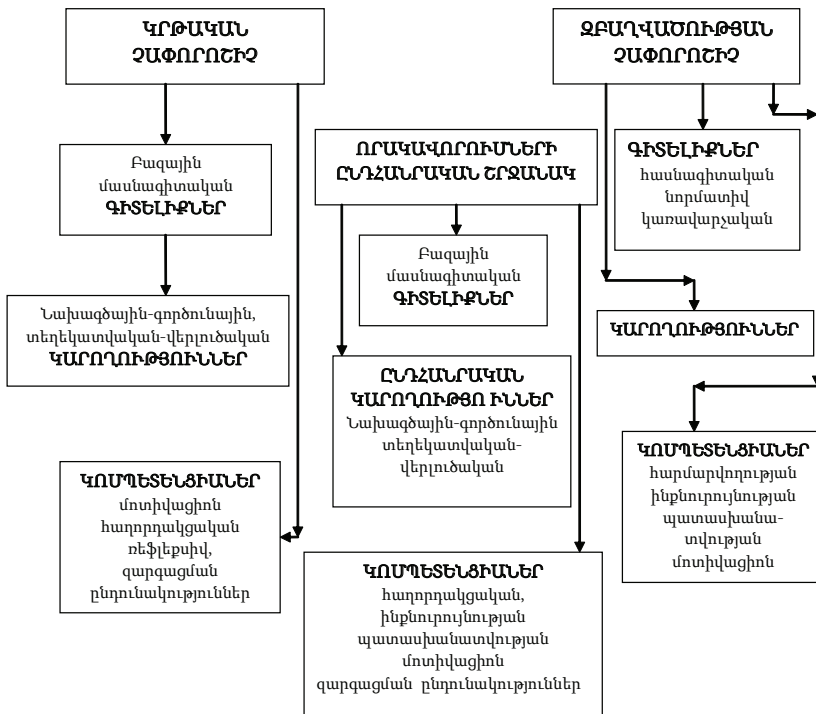 ԿՐԹԱԿԱՆ
ՉԱՓՈՐՈՇԻՉ
Բազային
մասնագիտական
ԳԻՏԵԼԻՔՆԵՐ
Նախագծային-գործունային,
տեղեկատվական-վերլուծական
ԿԱՐՈՂՈՒԹՅՈՒՆՆԵՐ
ԿՈՄՊԵՏԵՆՑԻԱՆԵՐ
մոտիվացիոն
հաղորդակցական
ռեֆլեքսիվ,
զարգացման
ընդունակություններ
ՈՐԱԿԱՎՈՐՈՒՄՆԵՐԻ
ԸՆԴՀԱՆՐԱԿԱՆ ՇՐՋԱՆԱԿ
Բազային
մասնագիտական
ԳԻՏԵԼԻՔՆԵՐ
ԸՆԴՀԱՆՐԱԿԱՆ
ԿԱՐՈՂՈՒԹՅՈ ՒՆՆԵՐ
Նախագծային-գործունային
տեղեկատվական-
վերլուծական
ԿՈՄՊԵՏԵՆՑԻԱՆԵՐ
հաղորդակցական,
ինքնուրույնության
պատասխանատվության
մոտիվացիոն
զարգացման ընդունակություններ
ԶԲԱՂՎԱԾՈՒԹՅԱՆ
ՉԱՓՈՐՈՇԻՉ
ԳԻՏԵԼԻՔՆԵՐ
հասնագիտական
նորմատիվ
կառավարչական
ԿԱՐՈՂՈՒԹՅՈՒՆՆԵՐ
ԿՈՄՊԵՏԵՆՑԻԱՆԵՐ
հարմարվողության
ինքնուրույնության
պատասխանա-
տվության
մոտիվացիոն